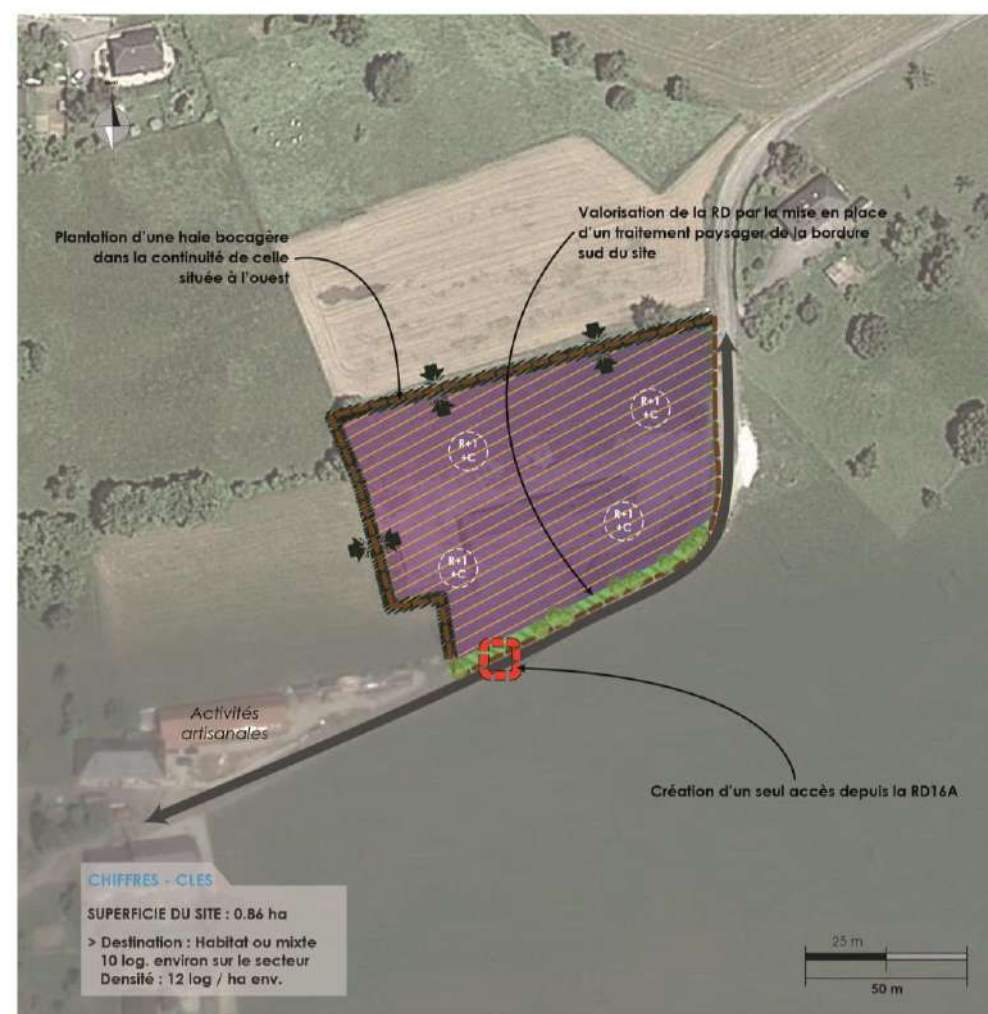 Plantation d'une haie bocagère
dans la continuité de celle
située à l'ouest
Valorisation de la RD par la mise en place
d'un traitement paysager de la bordure
sud du site
R+1
+C
R+1
+C
R+1
+C
R+1
+C
Activités
artisanales
Création d'un seul accès depuis la RD16A
CHIFFRES - CLES
SUPERFICIE DU SITE : 0.86 ha
> Destination : Habitat ou mixte
10 log. environ sur le secteur
Densité : 12 log / ha env.
25 m
50 m